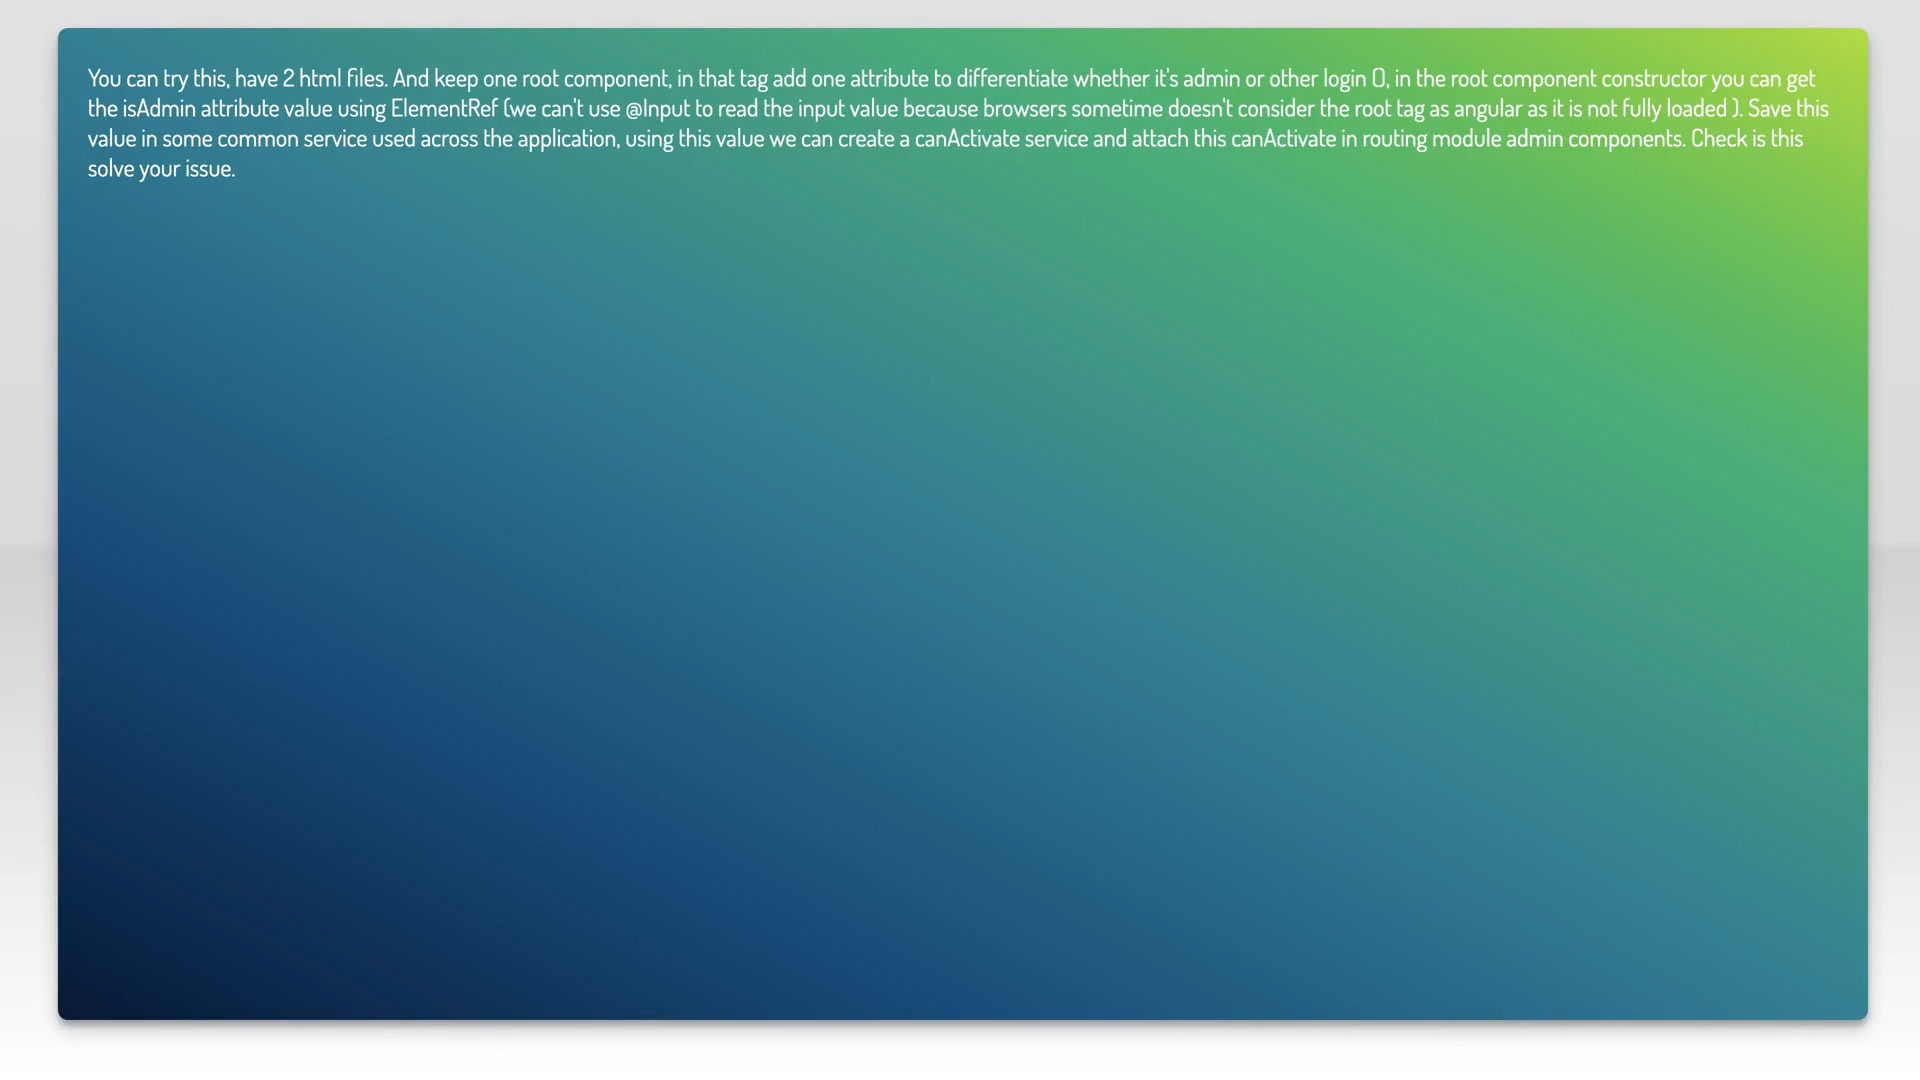 You can try this, have 2 html files. And keep one root component, in that tag add one attribute to differentiate whether it's admin or other login (), in the root component constructor you can get
the isAdmin attribute value using ElementRef (we can't use @Input to read the input value because browsers sometime doesn't consider the root tag as angular as it is not fully loaded ). Save this
value in some common service used across the application, using this value we can create a canActivate service and attach this canActivate in routing module admin components. Check is this
solve your issue.